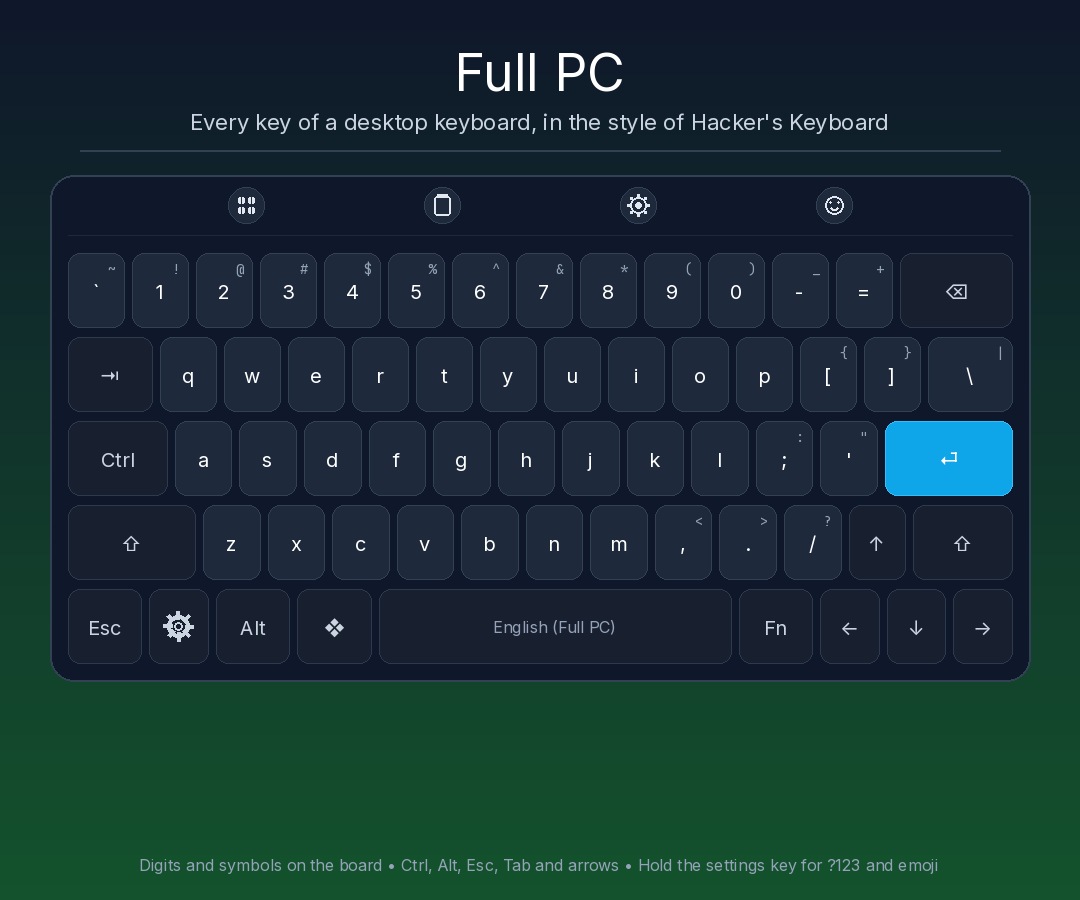 Full PC
Every key of a desktop keyboard, in the style of Hacker's Keyboard
~ ! @ # $ % ^ & * ( ) _ +
` 1 2 3 4 5 6 7 8 9 0 - = ⌫
{ } |
⇥ q w e r t y u i o p [ ] \
: "
Ctrl a s d f g h j k l ; ' ⏎
< > ?
⇧ z x c v b n m , . / ↑ ⇧
Esc Alt ❖ English (Full PC) Fn ← ↓ →
Digits and symbols on the board • Ctrl, Alt, Esc, Tab and arrows • Hold the settings key for ?123 and emoji